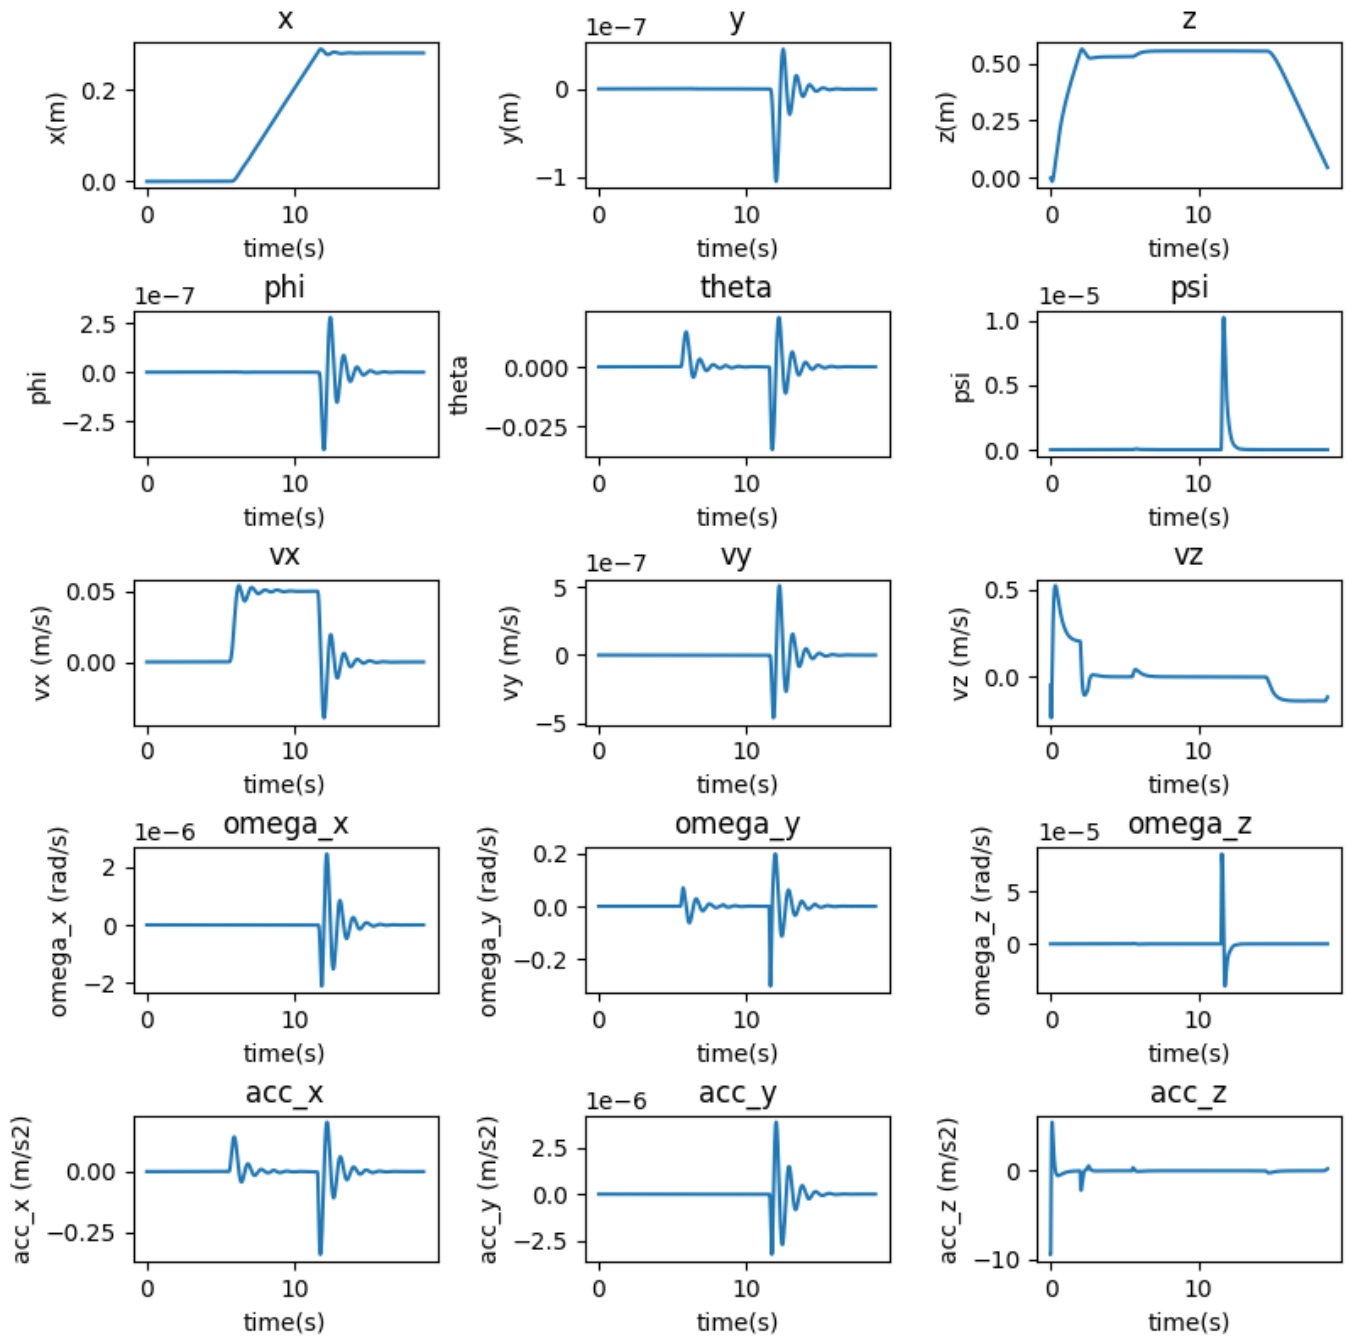 x
x(m)
0.2
0.0
0
10
time(s)
1e−7
y
y(m)
0
−1
0
10
time(s)
z
z(m)
0.50
0.25
0.00
0
10
time(s)
1e−7
phi
phi
2.5
0.0
−2.5
0
10
time(s)
theta
theta
0.000
−0.025
0
10
time(s)
1e−5
psi
psi
1.0
0.5
0.0
0
10
time(s)
vx
vx (m/s)
0.05
0.00
0
10
time(s)
1e−7
vy
vy (m/s)
5
0
−5
0
10
time(s)
vz
vz (m/s)
0.5
0.0
0
10
time(s)
1e−6
omega_x
omega_x (rad/s)
2
0
−2
0
10
time(s)
omega_y
omega_y (rad/s)
0.2
0.0
−0.2
0
10
time(s)
1e−5
omega_z
omega_z (rad/s)
5
0
0
10
time(s)
acc_x
acc_x (m/s2)
0.00
−0.25
0
10
time(s)
1e−6
acc_y
acc_y (m/s2)
2.5
0.0
−2.5
0
10
time(s)
acc_z
acc_z (m/s2)
0
−10
0
10
time(s)